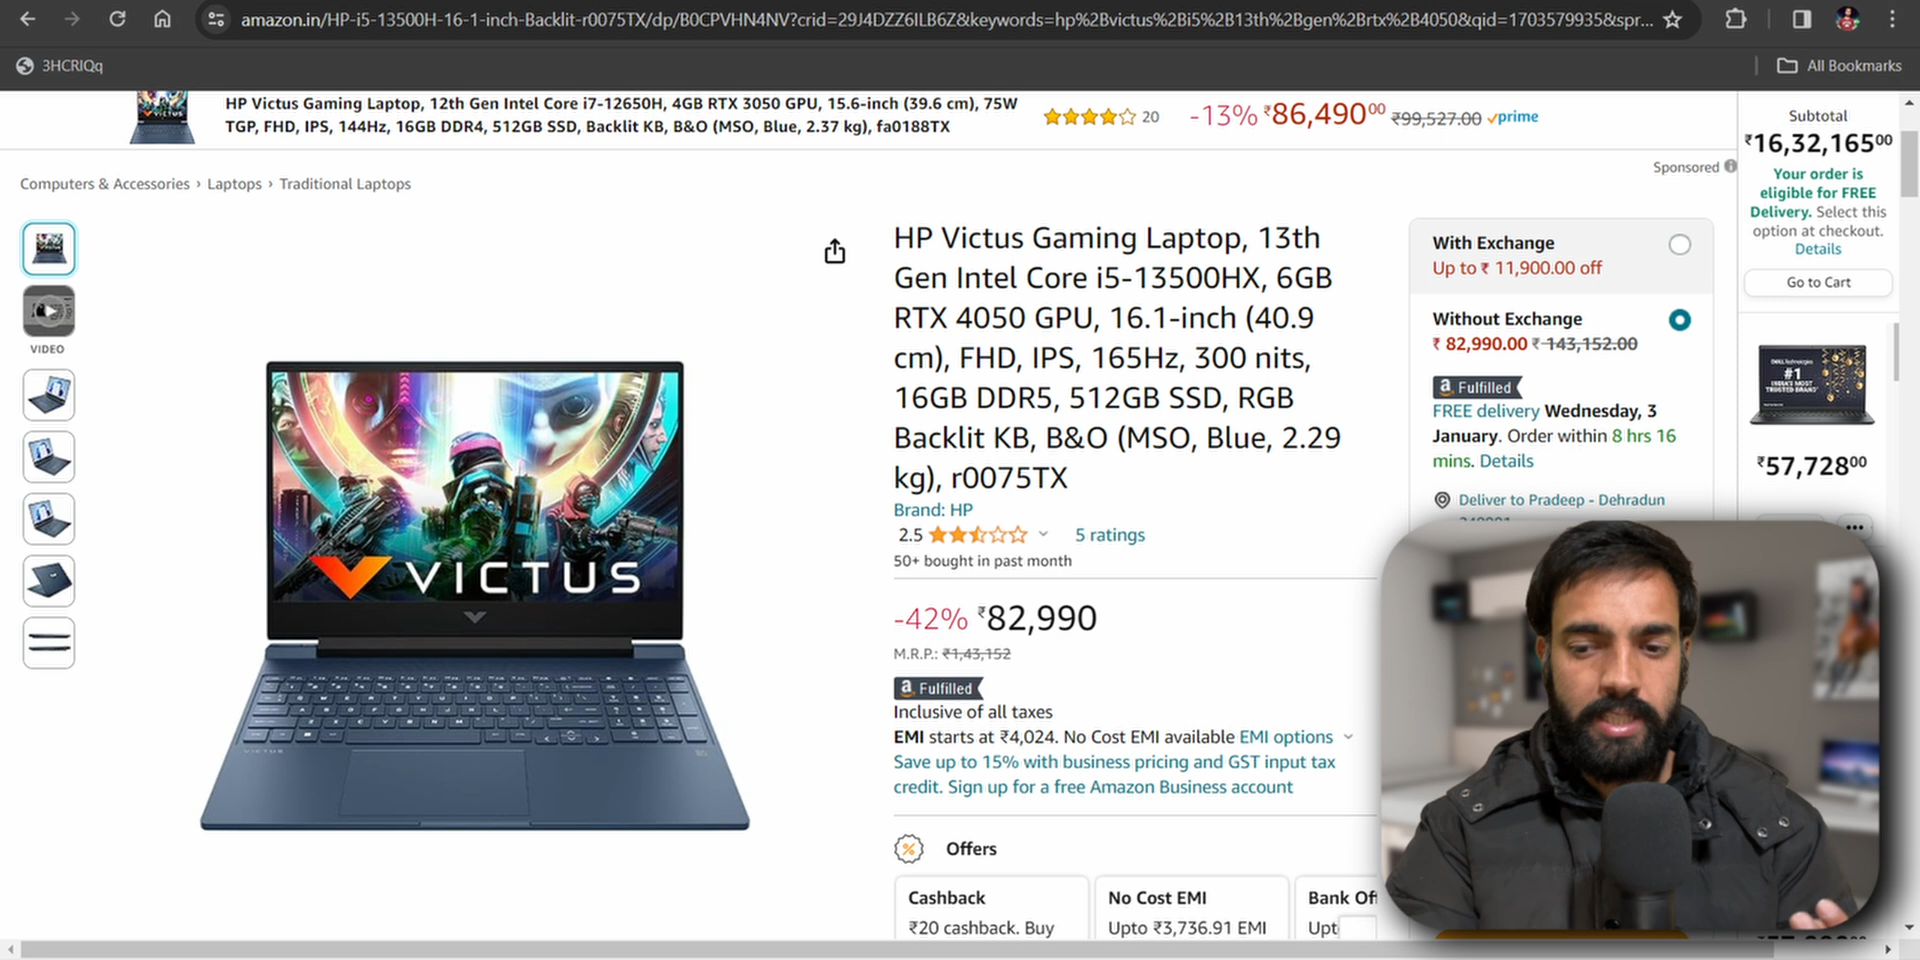 amazon.in/HP-i5-13500H-16-1-inch-Backlit-r0075TX/dp/B0CPVHN4NV?crid=29J4DZZ6ILB6Z&keywords=hp%2Bvictus%2Bi5%2B13th%2Bgen%2Brtx%2B4050&qid=1703579935&spr...
3HCRIQq
All Bookmarks
HP Victus Gaming Laptop, 12th Gen Intel Core i7-12650H, 4GB RTX 3050 GPU, 15.6-inch (39.6 cm), 75W
TGP, FHD, IPS, 144Hz, 16GB DDR4, 512GB SSD, Backlit KB, B&O (MSO, Blue, 2.37 kg), fa0188TX
20
-13% ₹86,490⁰⁰ ₹99,527.00 prime
Sponsored
Subtotal
₹16,32,165⁰⁰
Your order is
eligible for FREE
Delivery. Select this
option at checkout.
Details
Go to Cart
Computers & Accessories › Laptops › Traditional Laptops
VIDEO
VICTUS
VICTUS
HP Victus Gaming Laptop, 13th
Gen Intel Core i5-13500HX, 6GB
RTX 4050 GPU, 16.1-inch (40.9
cm), FHD, IPS, 165Hz, 300 nits,
16GB DDR5, 512GB SSD, RGB
Backlit KB, B&O (MSO, Blue, 2.29
kg), r0075TX
Brand: HP
2.5 5 ratings
50+ bought in past month
-42% ₹82,990
M.R.P.: ₹1,43,152
a Fulfilled
Inclusive of all taxes
EMI starts at ₹4,024. No Cost EMI available EMI options
Save up to 15% with business pricing and GST input tax
credit. Sign up for a free Amazon Business account
Offers
Cashback
₹20 cashback. Buy
No Cost EMI
Upto ₹3,736.91 EMI
Bank Off
Upt
With Exchange
Up to ₹ 11,900.00 off
Without Exchange
₹ 82,990.00 ₹ 143,152.00
a Fulfilled
FREE delivery Wednesday, 3
January. Order within 8 hrs 16
mins. Details
Deliver to Pradeep - Dehradun
DELL Technologies
#1
INDIA'S MOST
TRUSTED BRAND
₹57,728⁰⁰